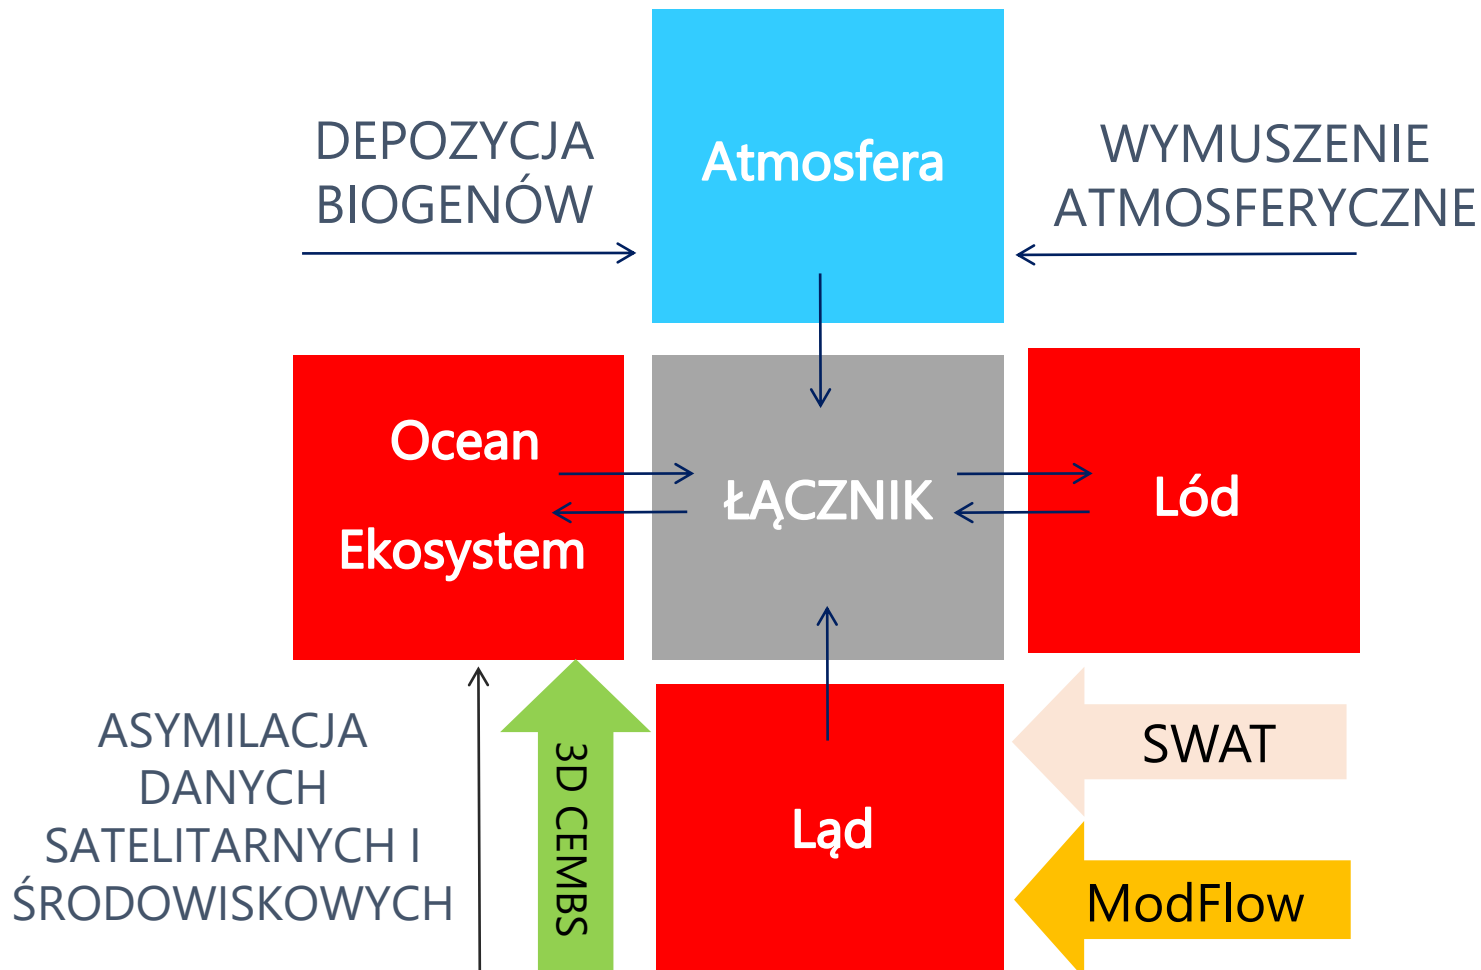 DEPOZYCJA
BIOGENÓW
Atmosfera
WYMUSZENIE
ATMOSFERYCZNE
Ocean
Ekosystem
ŁĄCZNIK
Lód
ASYMILACJA
DANYCH
SATELITARNYCH I
ŚRODOWISKOWYCH
3D CEMBS
Ląd
SWAT
ModFlow